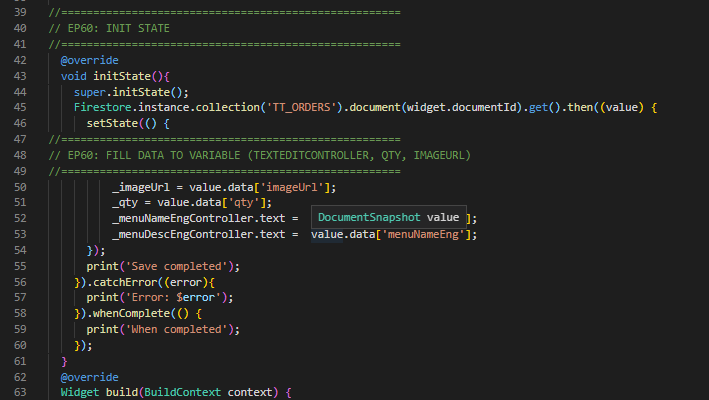 39 //====================================================
40 // EP60: INIT STATE
41 //====================================================
42 @override
43 void initState(){
44 super.initState();
45 Firestore.instance.collection('TT_ORDERS').document(widget.documentId).get().then((value) {
46 setState(() {
47 //====================================================
48 // EP60: FILL DATA TO VARIABLE (TEXTEDITCONTROLLER, QTY, IMAGEURL)
49 //====================================================
50 _imageUrl = value.data['imageUrl'];
51 _qty = value.data['qty'];
52 _menuNameEngController.text = ];
DocumentSnapshot value
53 _menuDescEngController.text = value.data['menuNameEng'];
54 });
55 print('Save completed');
56 }).catchError((error){
57 print('Error: $error');
58 }).whenComplete(() {
59 print('When completed');
60 });
61 }
62 @override
63 Widget build(BuildContext context) {